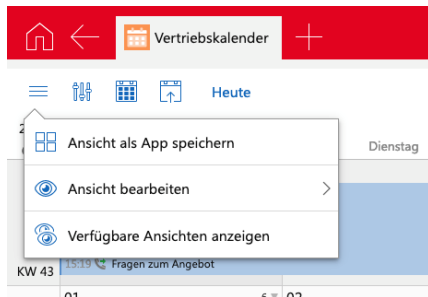 Vertriebskalender
Heute
Ansicht als App speichern
Dienstag
Ansicht bearbeiten
Verfügbare Ansichten anzeigen
15:19 Fragen zum Angebot
KW 43
01 6 02